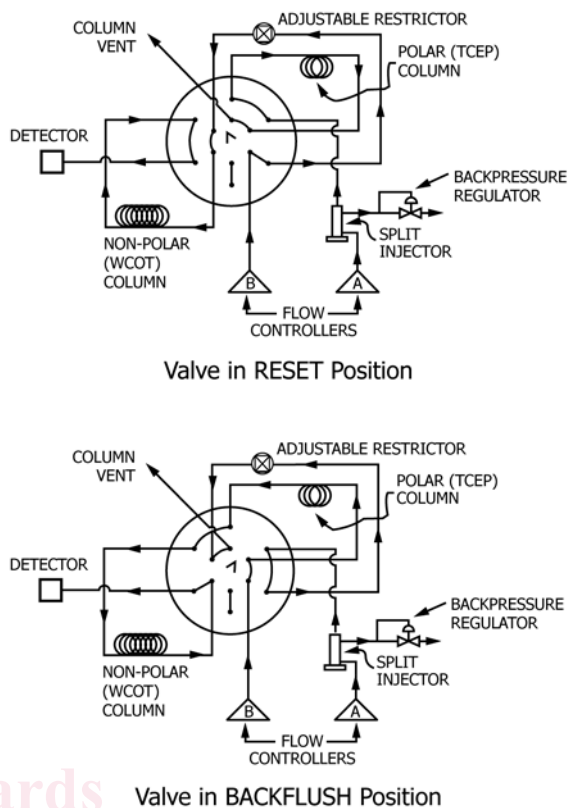 ADJUSTABLE RESTRICTOR
COLUMN
VENT
POLAR (TCEP)
COLUMN
DETECTOR
BACKPRESSURE
REGULATOR
NON-POLAR
(WCOT)
COLUMN
SPLIT
INJECTOR
B
A
FLOW
CONTROLLERS
Valve in RESET Position
ADJUSTABLE RESTRICTOR
COLUMN
VENT
POLAR (TCEP)
COLUMN
DETECTOR
BACKPRESSURE
REGULATOR
NON-POLAR
(WCOT)
COLUMN
SPLIT
INJECTOR
B
A
FLOW
CONTROLLERS
ards
Valve in BACKFLUSH Position